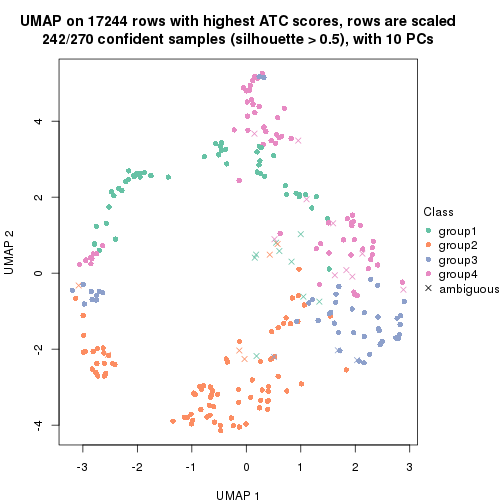 UMAP on 17244 rows with highest ATC scores, rows are scaled
242/270 confident samples (silhouette > 0.5), with 10 PCs
4
2
0
-2
-4
UMAP 2
-3
-2
-1
0
1
2
3
UMAP 1
Class
group1
group2
group3
group4
ambiguous